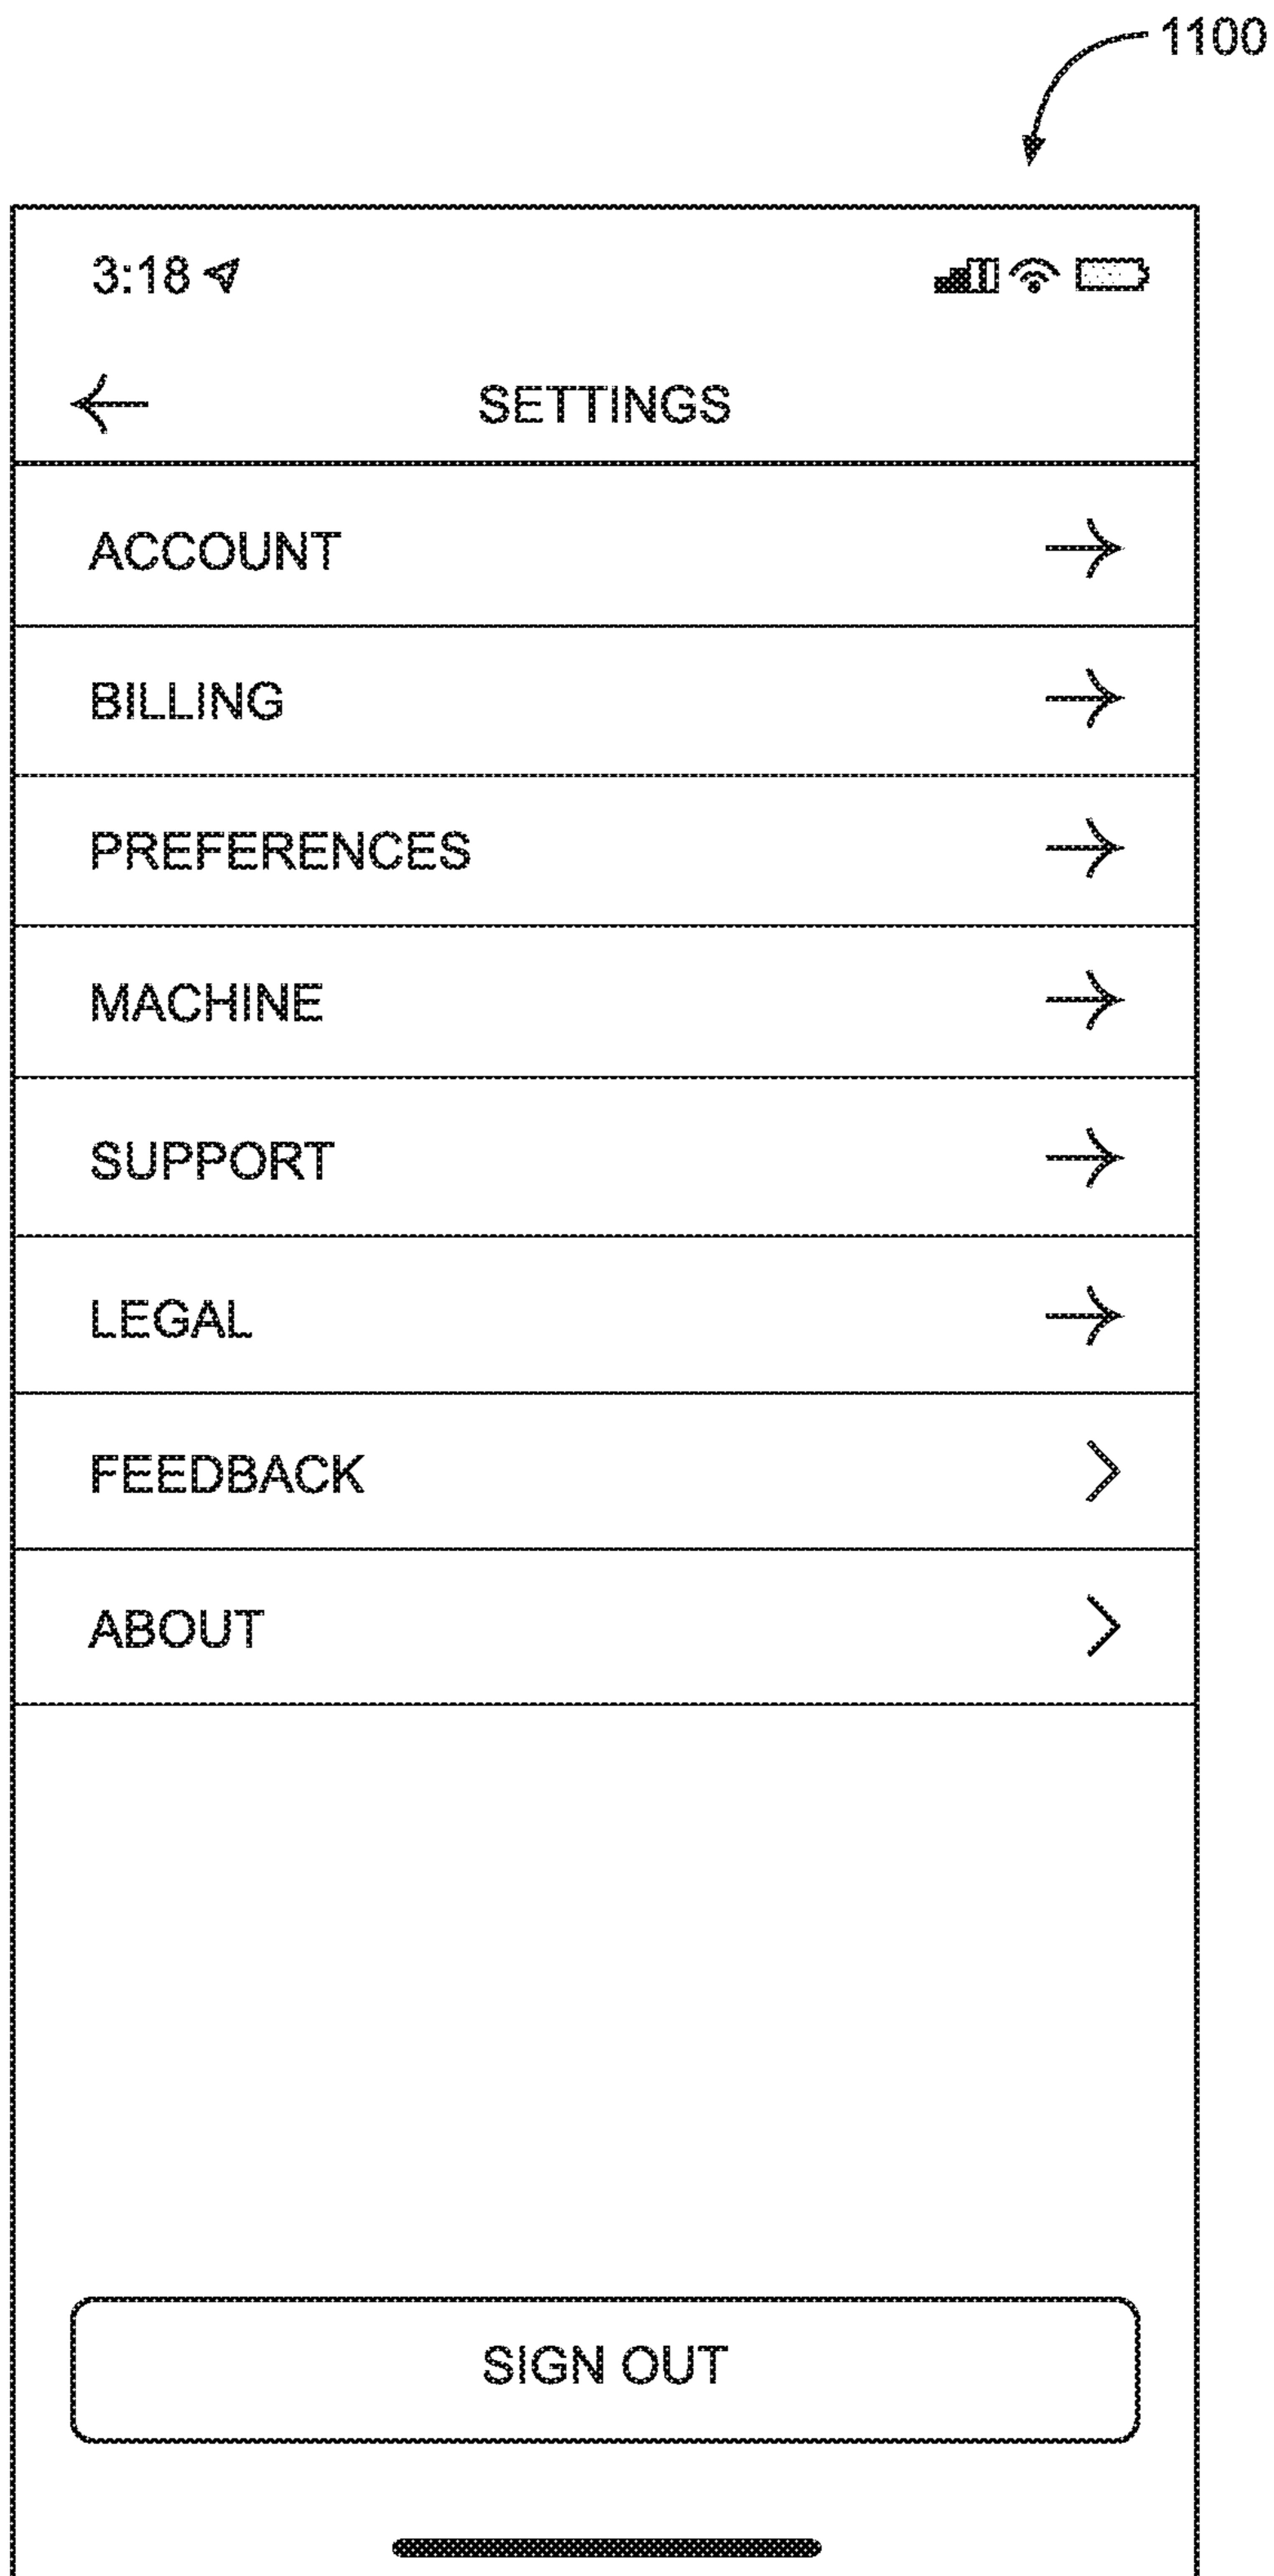 1100
3:18
SETTINGS
ACCOUNT
BILLING
PREFERENCES
MACHINE
SUPPORT
LEGAL
FEEDBACK
ABOUT
SIGN OUT